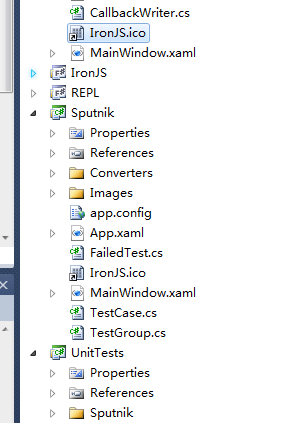 CallbackWriter.cs
IronJS.ico
MainWindow.xaml
F# IronJS
F# REPL
C# Sputnik
Properties
References
Converters
Images
app.config
App.xaml
C# FailedTest.cs
IronJS.ico
MainWindow.xaml
C# TestCase.cs
C# TestGroup.cs
C# UnitTests
Properties
References
Sputnik